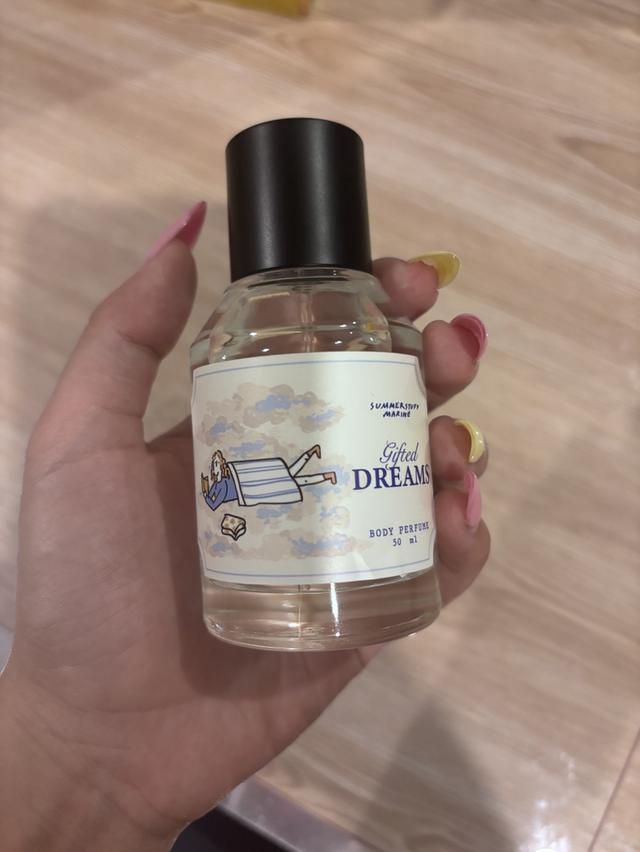 SUMMERSTUFF
MARINE
Gifted
DREAMS
BODY PERFUME
50 ml